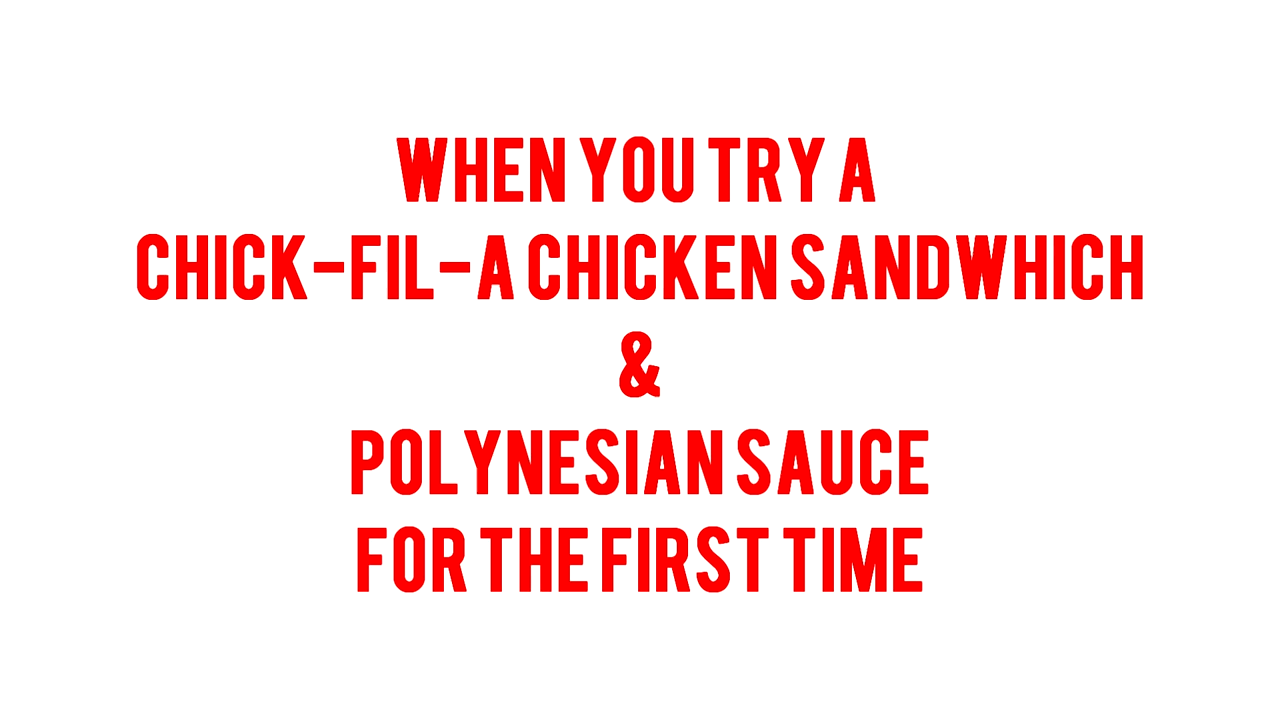 WHEN YOU TRY A
CHICK-FIL-A CHICKEN SANDWHICH
&
POLYNESIAN SAUCE
FOR THE FIRST TIME